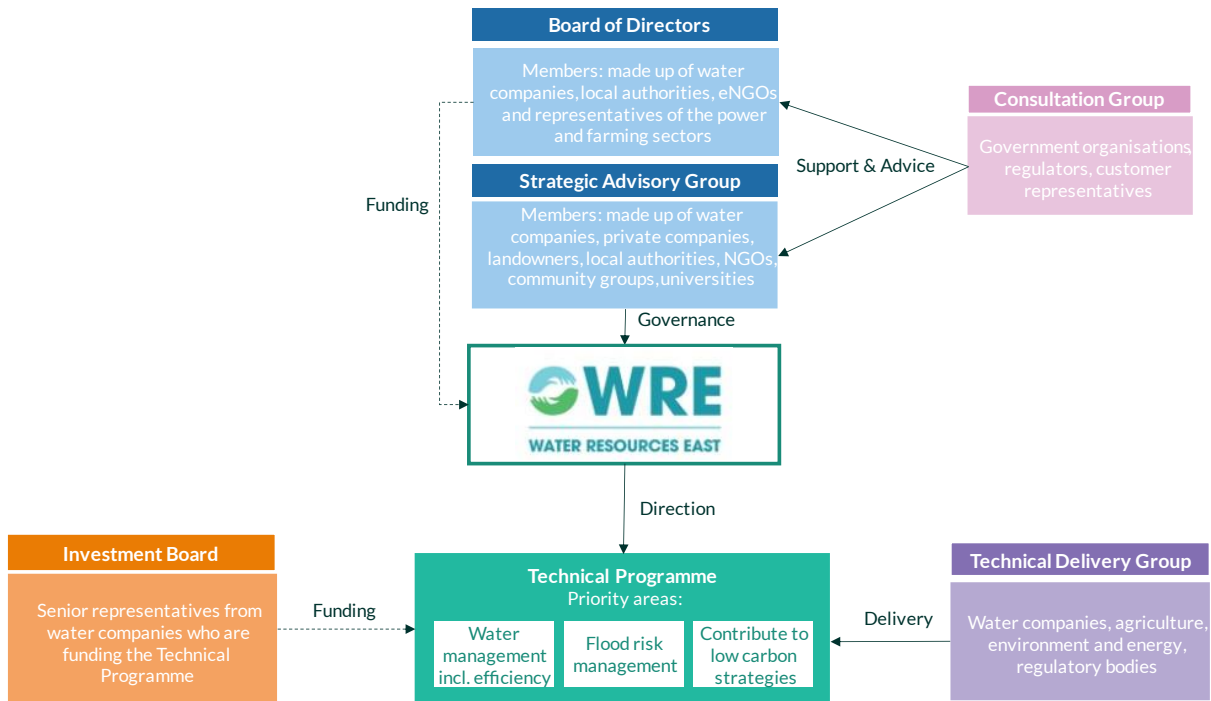 Board of Directors
Members: made up of water
companies, local authorities, eNGOs
and representatives of the power
and farming sectors
Consultation Group
Government organisations,
regulators, customer
representatives
Support & Advice
Strategic Advisory Group
Members: made up of water
companies, private companies,
landowners, local authorities, NGOs,
community groups, universities
Funding
Governance
WRE
WATER RESOURCES EAST
Direction
Investment Board
Senior representatives from
water companies who are
funding the Technical
Programme
Funding
Technical Programme
Priority areas:
Water
management
incl. efficiency
Flood risk
management
Contribute to
low carbon
strategies
Delivery
Technical Delivery Group
Water companies, agriculture,
environment and energy,
regulatory bodies